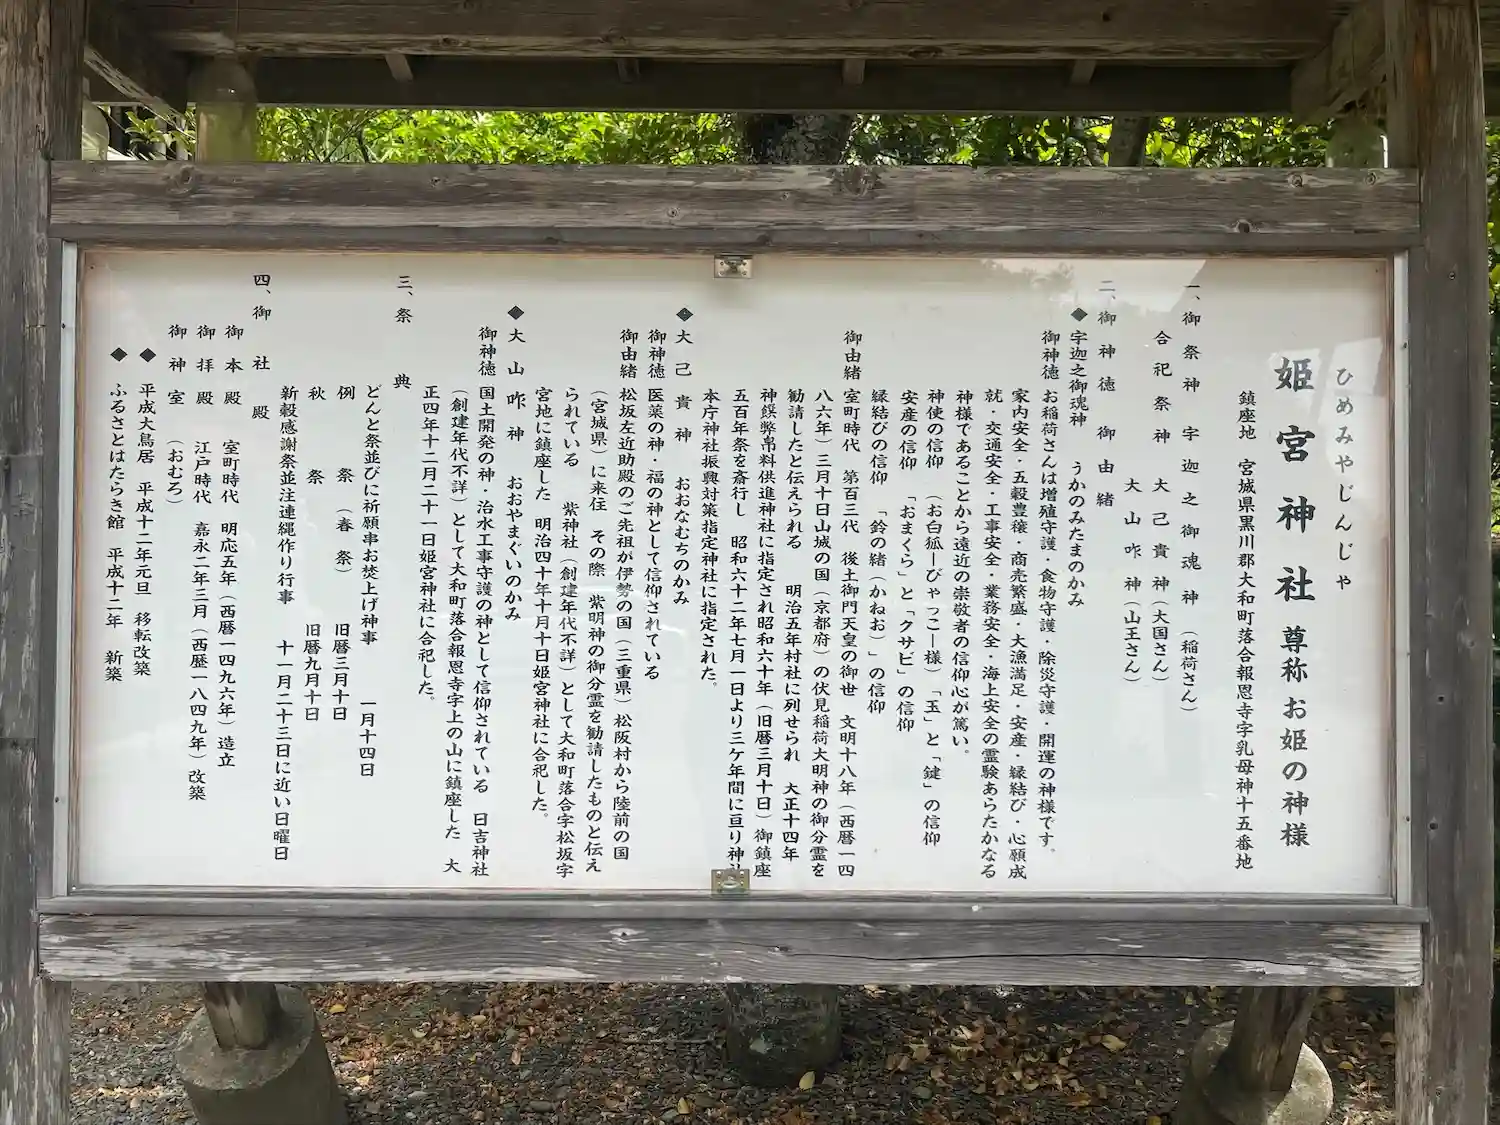 ひめみやじんじゃ
姫宮神社 尊称 お姫の神様
鎮座地 宮城県黒川郡大和町落合報恩寺字乳母神十五番地
一、御祭神 宇迦之御魂神 (稲荷さん)
合祀祭神 大己貴神(大国さん)
大山咋神(山王さん)
二、御神徳 御由緒
◆宇迦之御魂神 うかのみたまのかみ
御神徳 お稲荷さんは増殖守護・食物守護・除災守護・開運の神様です。
家内安全・五穀豊穣・商売繁盛・大漁満足・安産・縁結び・心願成
就・交通安全・工事安全・業務安全・海上安全の霊験あらたかなる
神様であることから遠近の崇敬者の信仰心が篤い。
神使の信仰 (お白狐ーびゃっこー様)「玉」と「鍵」の信仰
安産の信仰 「おまくら」と「クサビ」の信仰
縁結びの信仰 「鈴の緒(かねお)」の信仰
御由緒 室町時代 第百三代 後土御門天皇の御世 文明十八年(西暦一四
八六年)三月十日山城の国(京都府)の伏見稲荷大明神の御分霊を
勧請したと伝えられる 明治五年村社に列せられ 大正十四年
神饌弊帛料供進神社に指定され昭和六十年(旧暦三月十日)御鎮座
五百年祭を斎行し 昭和六十二年七月一日より三ケ年間に亘り神社
本庁神社振興対策指定神社に指定された。
◆大己貴神 おおなむちのかみ
御神徳 医薬の神・福の神として信仰されている
御由緒 松坂左近助殿のご先祖が伊勢の国(三重県)松阪村から陸前の国
(宮城県)に来住 その際 紫明神の御分霊を勧請したものと伝え
られている 紫神社(創建年代不詳)として大和町落合字松坂字
宮地に鎮座した 明治四十年十月十日姫宮神社に合祀した。
◆大山咋神 おおやまぐいのかみ
御神徳 国土開発の神・治水工事守護の神として信仰されている 日吉神社
(創建年代不詳)として大和町落合報恩寺字上の山に鎮座した 大
正四年十二月二十一日姫宮神社に合祀した。
三、祭典
どんと祭並びに祈願串お焚上げ神事 一月十四日
例祭(春祭) 旧暦三月十日
秋祭 旧暦九月十日
新穀感謝祭並注連縄作り行事 十一月二十三日に近い日曜日
四、御社殿
御本殿 室町時代 明応五年(西暦一四九六年)造立
御拝殿 江戸時代 嘉永二年三月(西歴一八四九年)改築
御神室(おむろ)
◆平成大鳥居 平成十二年元旦 移転改築
◆ふるさとはたらき館 平成十二年 新築